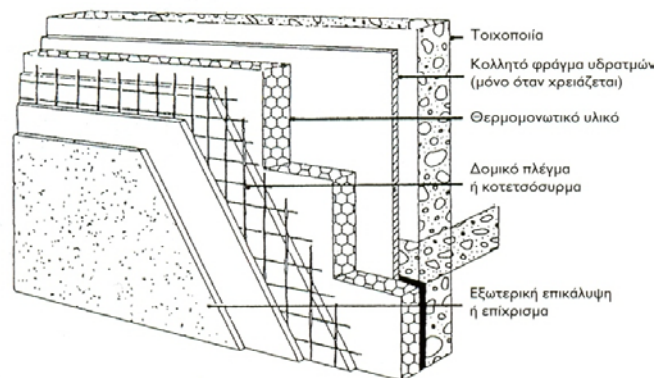 Τοιχοποιία
Κολλητό φράγμα υδρατμών
(μόνο όταν χρειάζεται)
Θερμομονωτικό υλικό
Δομικό πλέγμα
ή κοτετσόσυρμα
Εξωτερική επικάλυψη
ή επίχρισμα